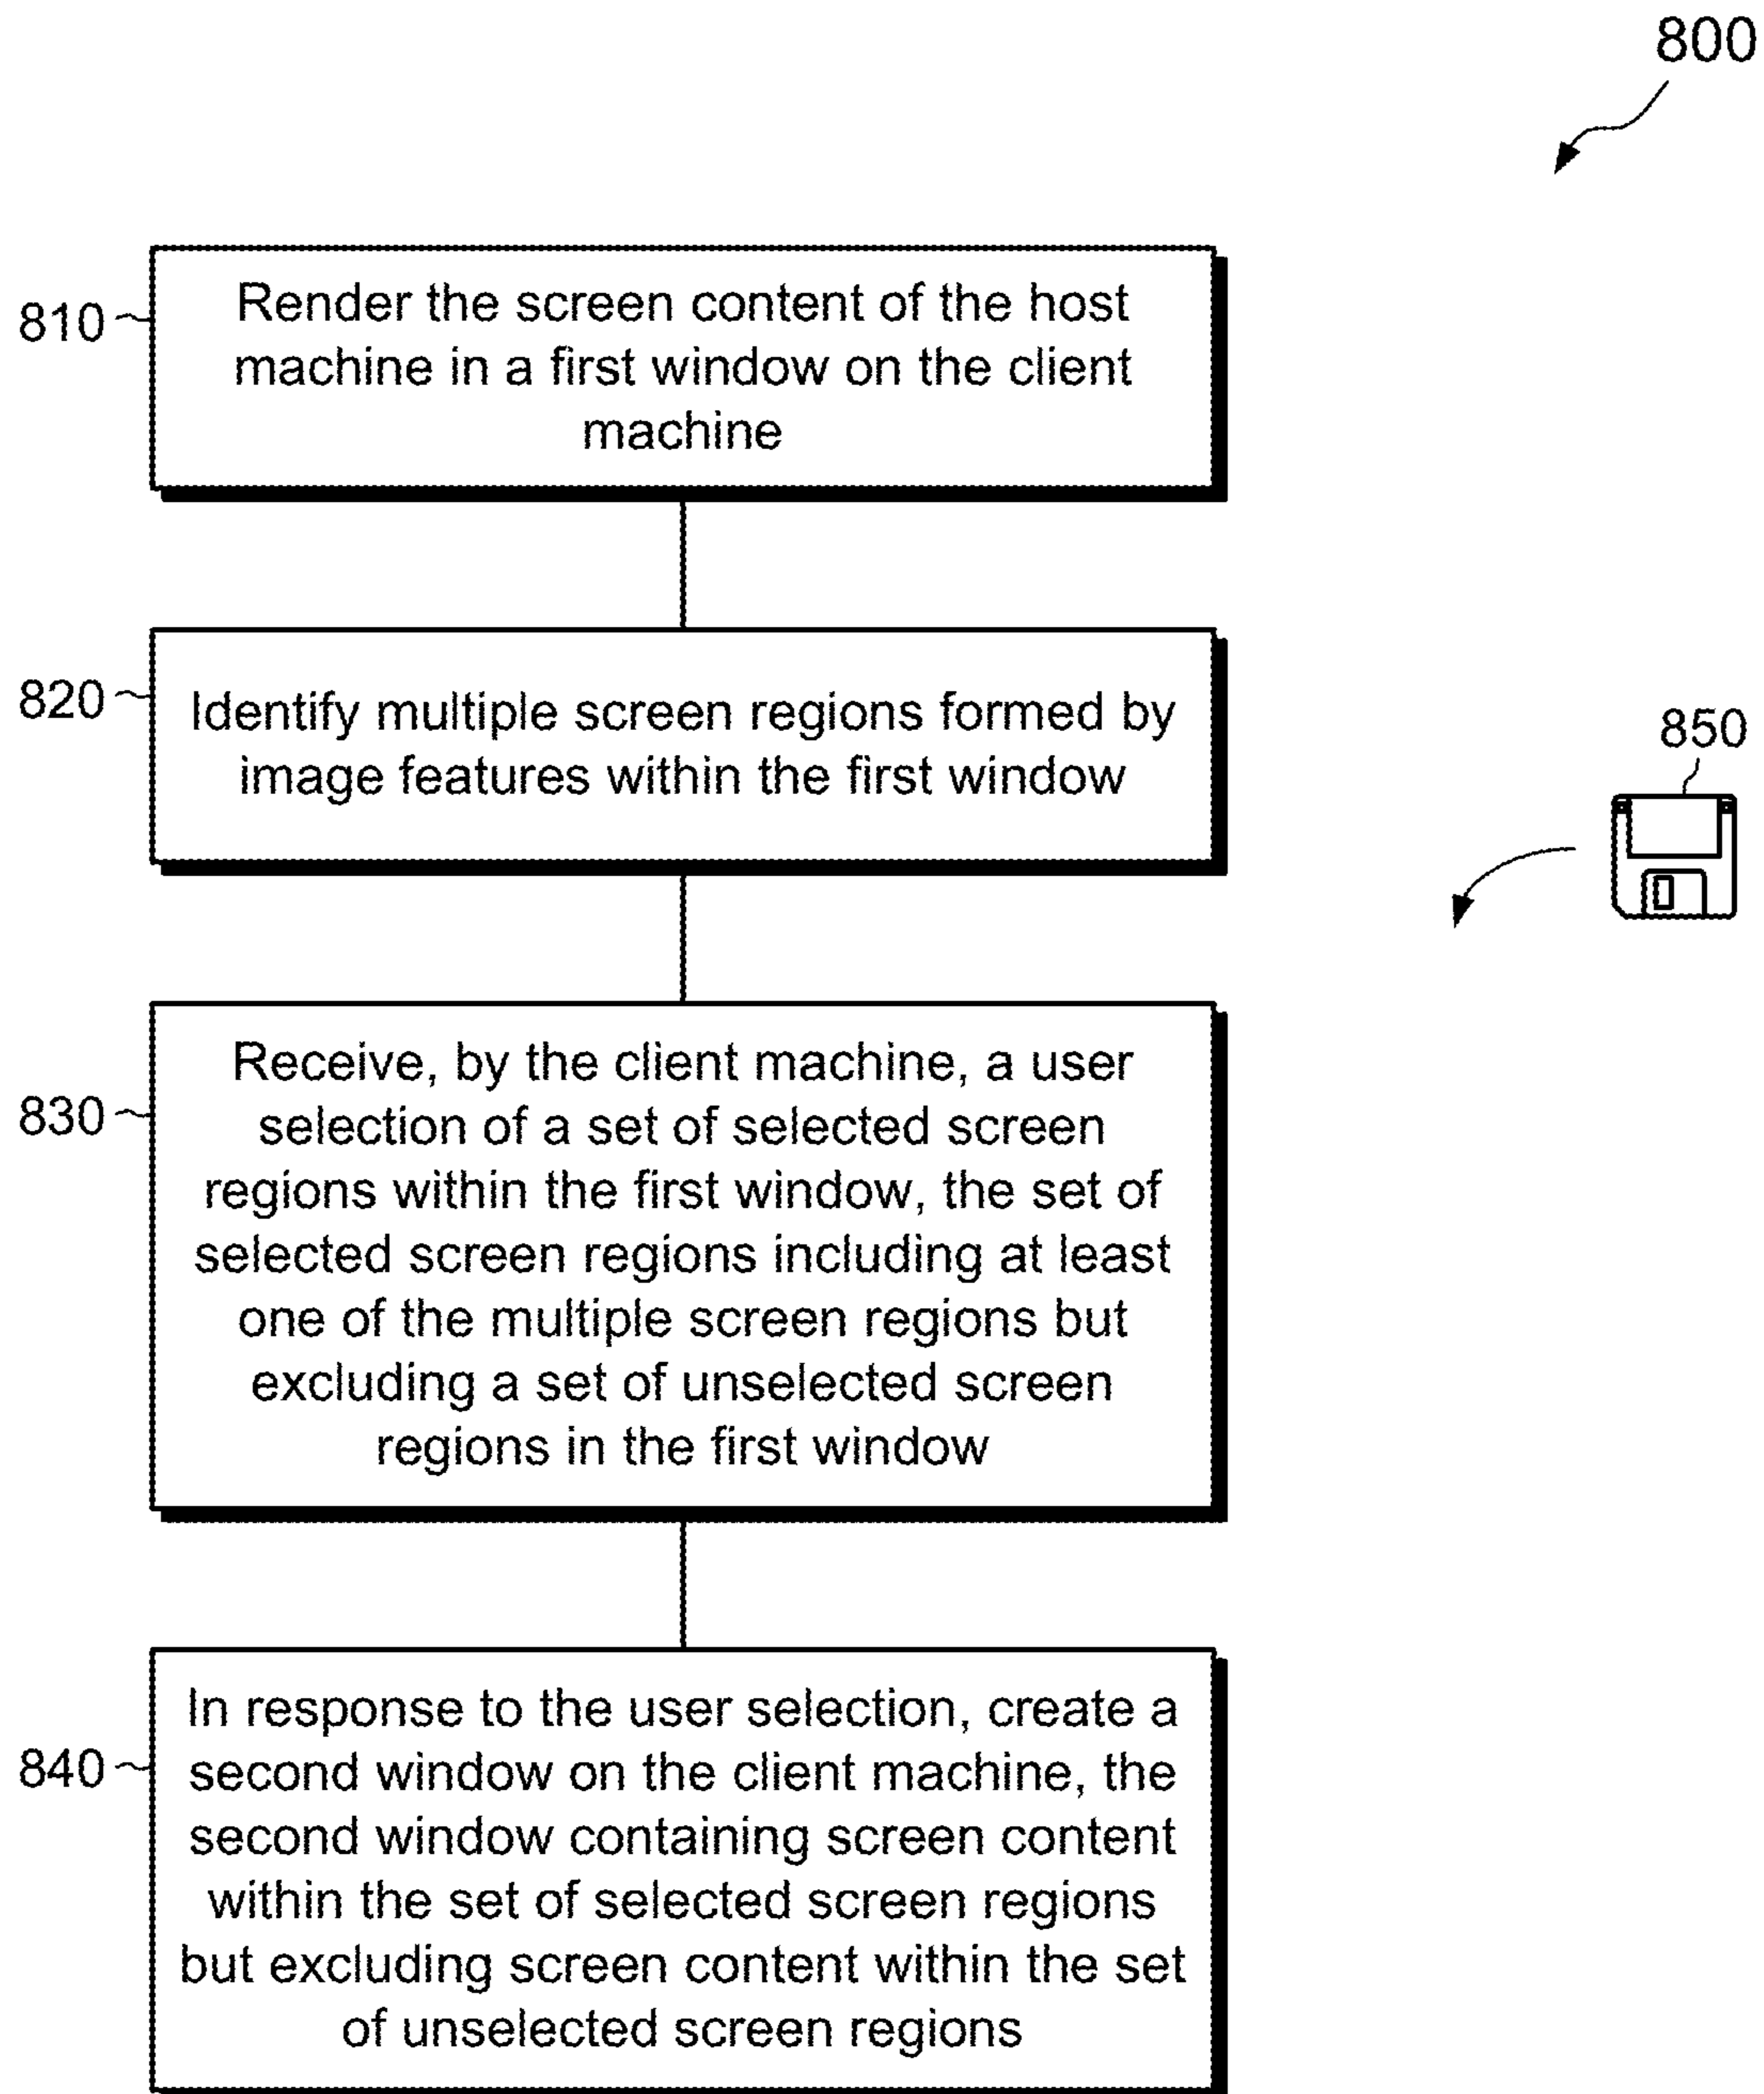 800
810
Render the screen content of the host
machine in a first window on the client
machine
820
Identify multiple screen regions formed by
image features within the first window
850
830
Receive, by the client machine, a user
selection of a set of selected screen
regions within the first window, the set of
selected screen regions including at least
one of the multiple screen regions but
excluding a set of unselected screen
regions in the first window
840
In response to the user selection, create a
second window on the client machine, the
second window containing screen content
within the set of selected screen regions
but excluding screen content within the set
of unselected screen regions